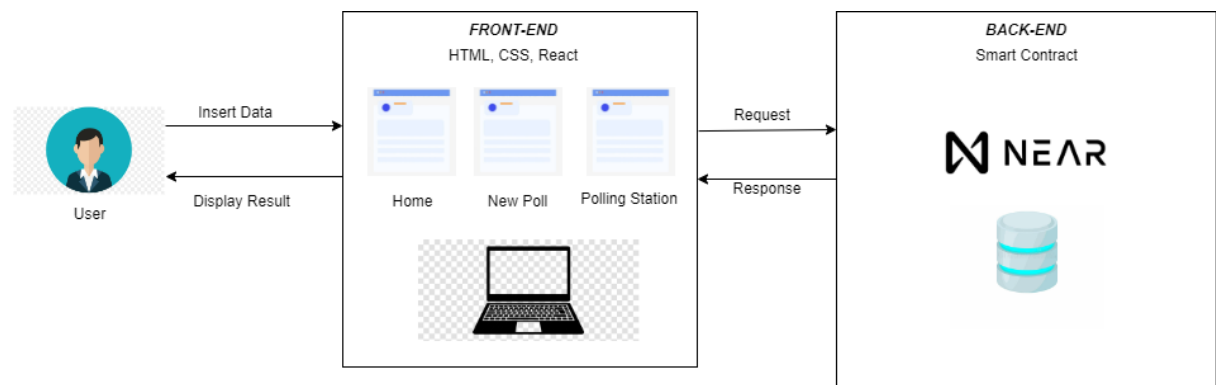 FRONT-END
HTML, CSS, React
BACK-END
Smart Contract
Insert Data
Request
NEAR
Display Result
Response
User
Home
New Poll
Polling Station